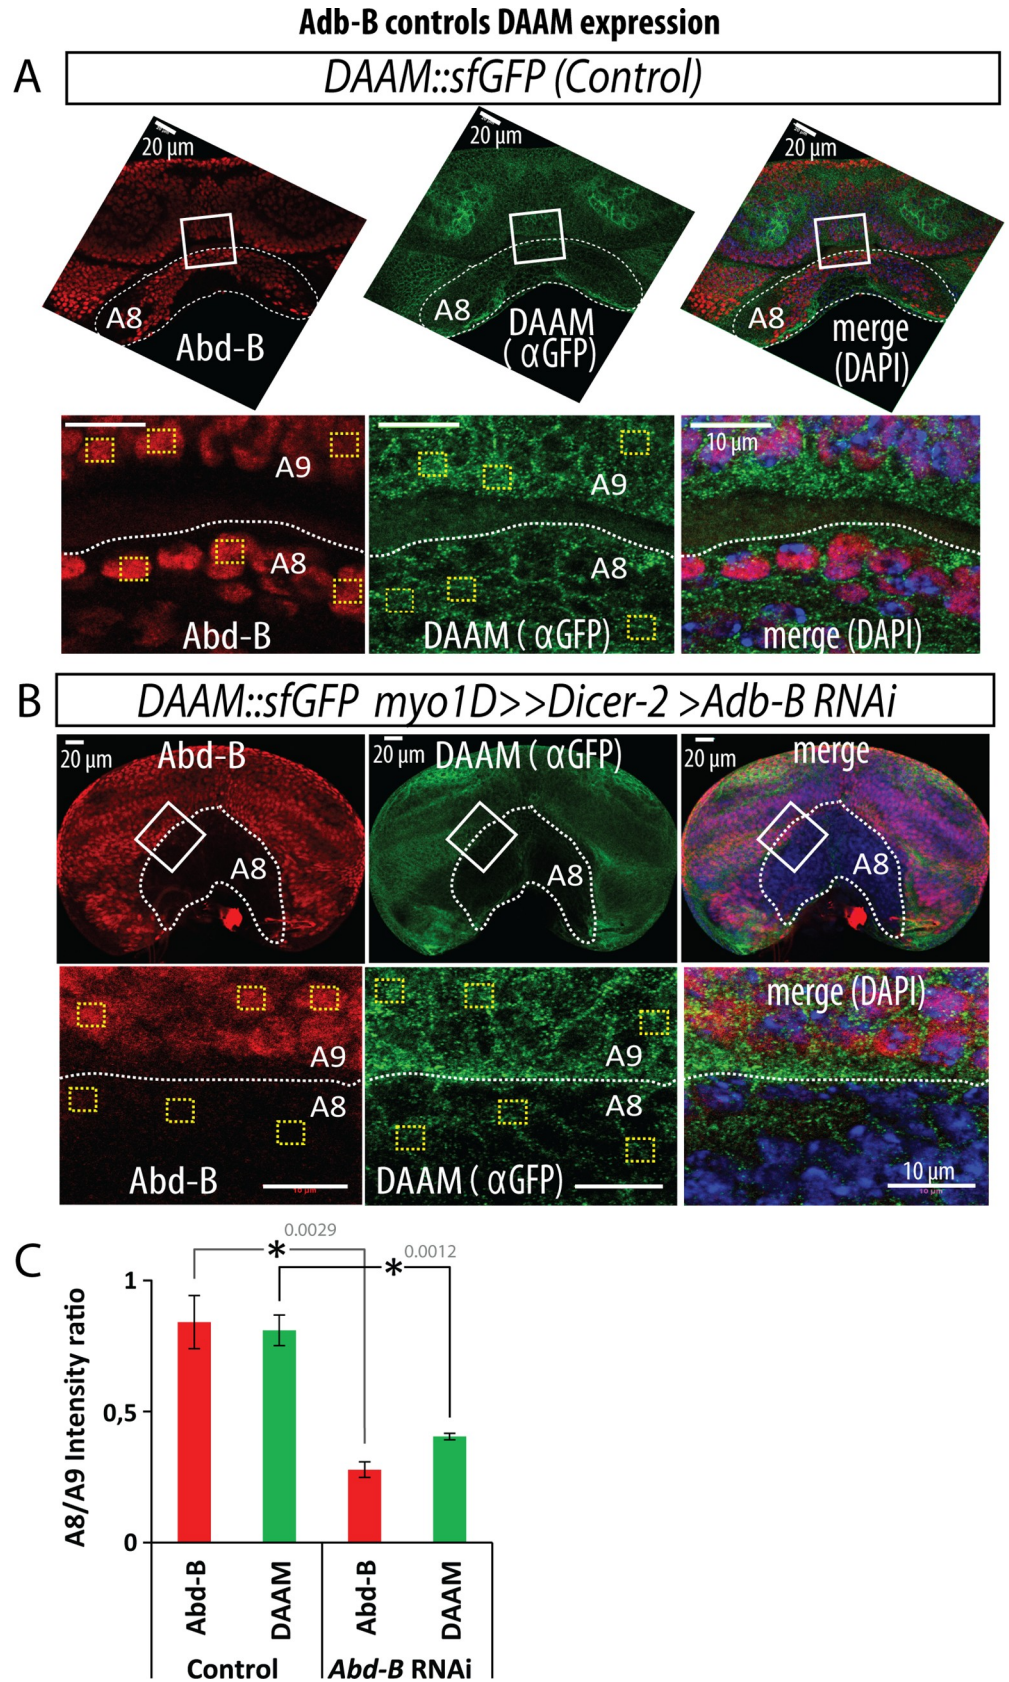 Adb-B controls DAAM expression
A
DAAM::sfGFP (Control)
20 µm
20 µm
20 µm
A8
Abd-B
A8
DAAM
( αGFP)
A8
merge
(DAPI)
A9
A8
Abd-B
A9
A8
DAAM ( αGFP)
10 µm
merge (DAPI)
B
DAAM::sfGFP myo1D>>Dicer-2 >Adb-B RNAi
20 µm
Abd-B
A8
20 µm
DAAM ( αGFP)
A8
20 µm
merge
A8
A9
A8
Abd-B
10 µm
A9
A8
DAAM ( αGFP)
merge (DAPI)
10 µm
10 µm
C
0.0029
*
0.0012
*
A8/A9 Intensity ratio
1
0,5
0
Abd-B
DAAM
Abd-B
DAAM
Control
Abd-B RNAi